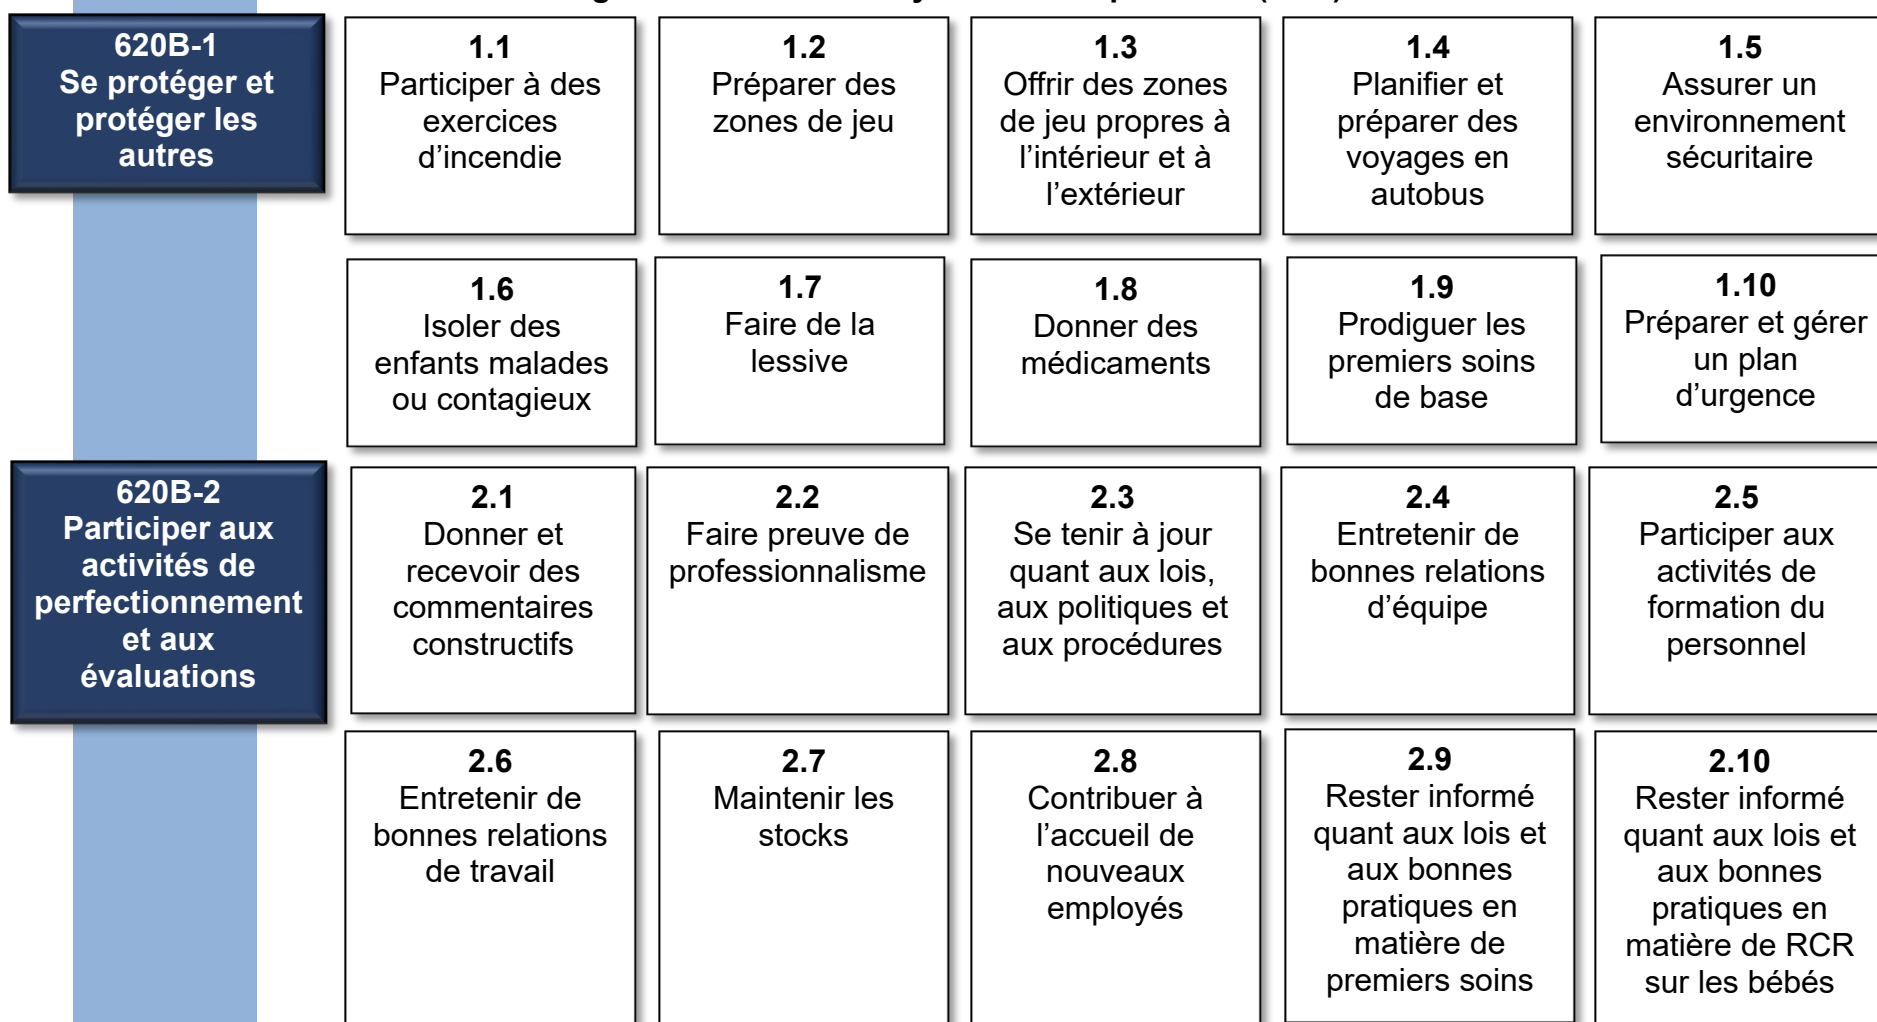 620B-1
Se protéger et
protéger les
autres
1.1
Participer à des
exercices
d’incendie
1.2
Préparer des
zones de jeu
1.3
Offrir des zones
de jeu propres à
l’intérieur et à
l’extérieur
1.4
Planifier et
préparer des
voyages en
autobus
1.5
Assurer un
environnement
sécuritaire
1.6
Isoler des
enfants malades
ou contagieux
1.7
Faire de la
lessive
1.8
Donner des
médicaments
1.9
Prodiguer les
premiers soins
de base
1.10
Préparer et gérer
un plan
d’urgence
620B-2
Participer aux
activités de
perfectionnement
et aux
évaluations
2.1
Donner et
recevoir des
commentaires
constructifs
2.2
Faire preuve de
professionnalisme
2.3
Se tenir à jour
quant aux lois,
aux politiques et
aux procédures
2.4
Entretenir de
bonnes relations
d’équipe
2.5
Participer aux
activités de
formation du
personnel
2.6
Entretenir de
bonnes relations
de travail
2.7
Maintenir les
stocks
2.8
Contribuer à
l’accueil de
nouveaux
employés
2.9
Rester informé
quant aux lois et
aux bonnes
pratiques en
matière de
premiers soins
2.10
Rester informé
quant aux lois et
aux bonnes
pratiques en
matière de RCR
sur les bébés